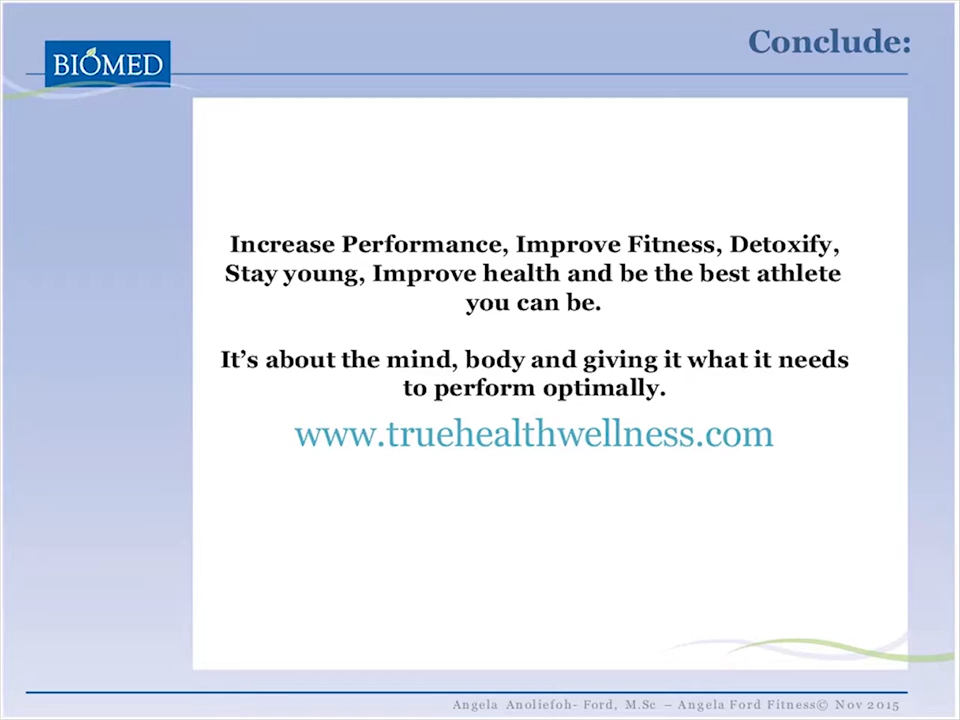 Conclude:
BIOMED
Increase Performance, Improve Fitness, Detoxify,
Stay young, Improve health and be the best athlete
you can be.
It’s about the mind, body and giving it what it needs
to perform optimally.
www.truehealthwellness.com
Angela Anoliefoh- Ford, M.Sc – Angela Ford Fitness© Nov 2015